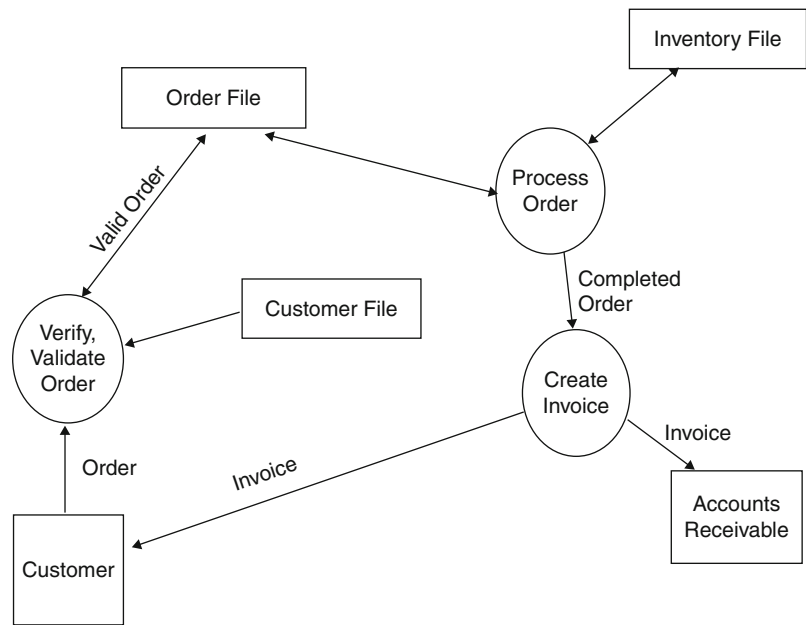 Inventory File
Order File
Process
Order
Valid Order
Completed
Order
Customer File
Verify,
Validate
Order
Create
Invoice
Invoice
Order
Invoice
Accounts
Receivable
Customer